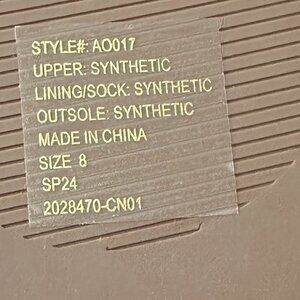 STYLE#: AO017
UPPER: SYNTHETIC
LINING/SOCK: SYNTHETIC
OUTSOLE: SYNTHETIC
MADE IN CHINA
SIZE 8
SP24
2028470-CN01